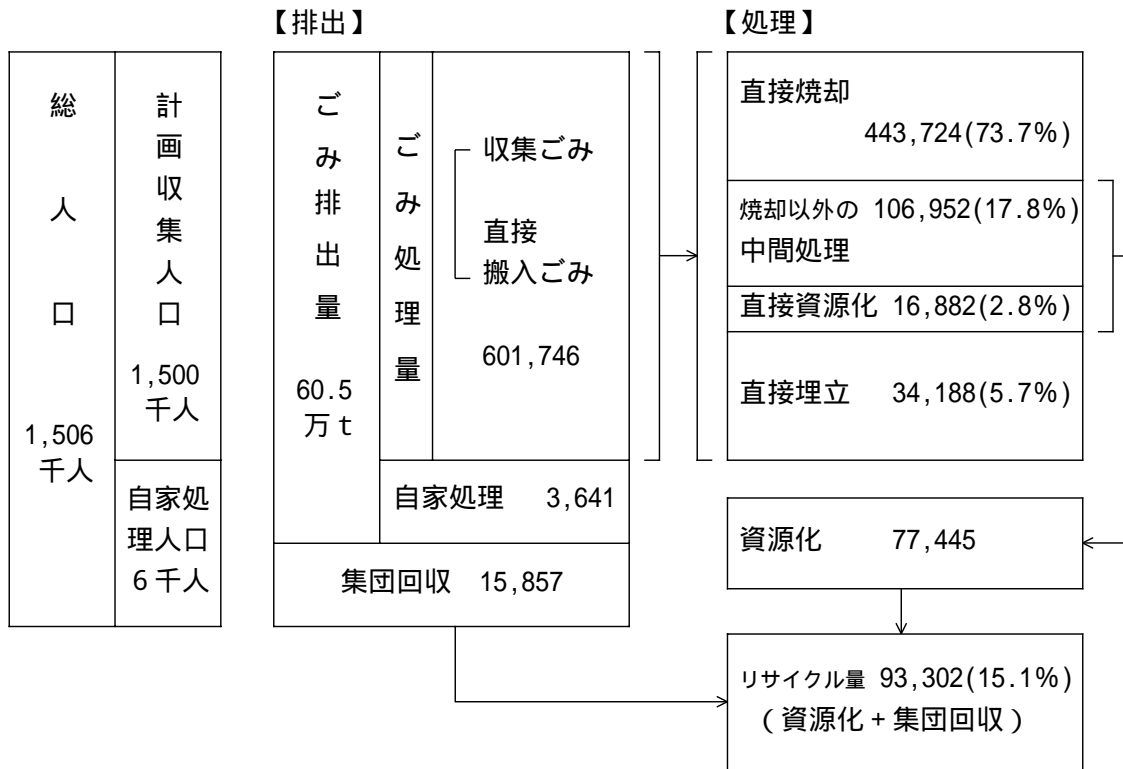 【排出】
【処理】
総人口
1,506
千人
計画収集人口
1,500
千人
自家処
理人口
６千人
ごみ排出量
60.5
万ｔ
ごみ処理量
収集ごみ
直接
搬入ごみ
601,746
自家処理 3,641
集団回収 15,857
直接焼却
443,724(73.7%)
焼却以外の 106,952(17.8%)
中間処理
直接資源化 16,882(2.8%)
直接埋立 34,188(5.7%)
資源化 77,445
リサイクル量 93,302(15.1%)
（資源化＋集団回収）